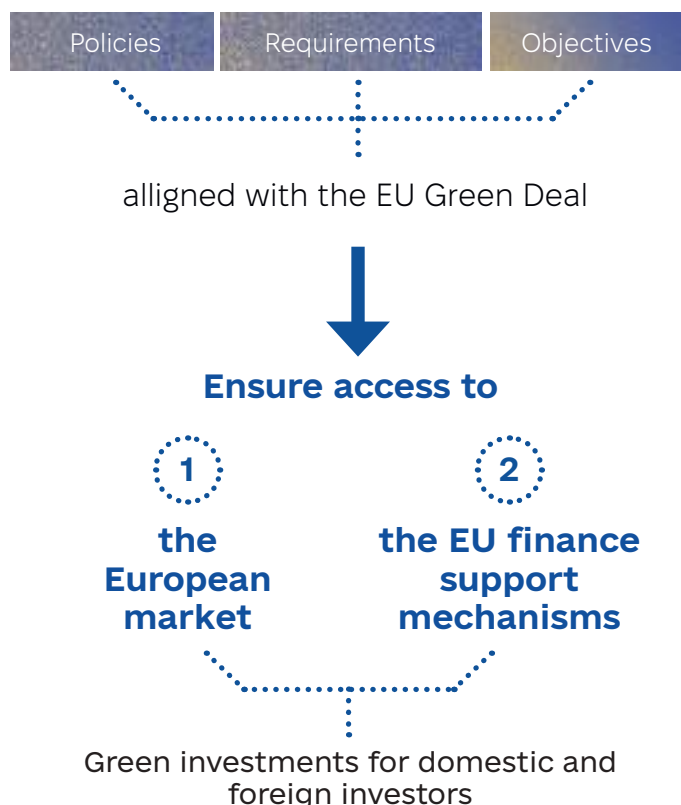 Policies
Requirements
Objectives
alligned with the EU Green Deal
Ensure access to
1
the
European
market
2
the EU finance
support
mechanisms
Green investments for domestic and
foreign investors